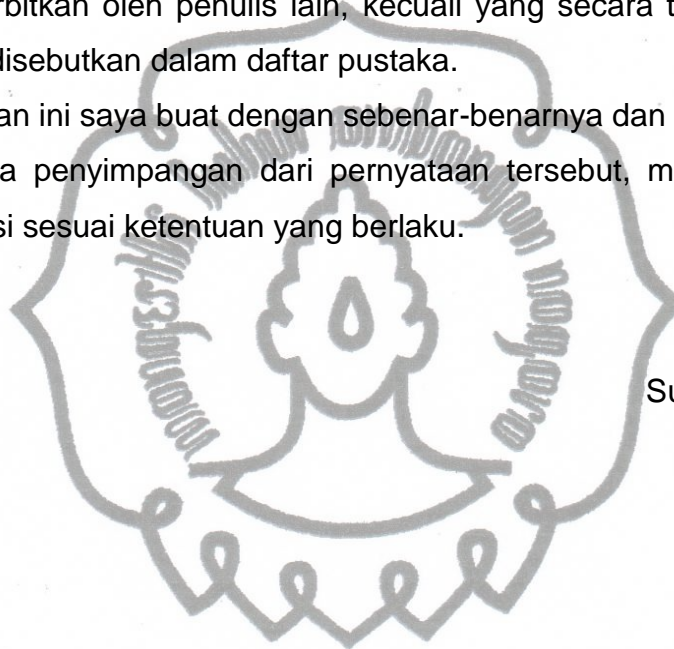 rbitkan oleh penulis lain, kecuali yang secara t
disebutkan dalam daftar pustaka.
an ini saya buat dengan sebenar-benarnya dan
a penyimpangan dari pernyataan tersebut, m
si sesuai ketentuan yang berlaku.
Su